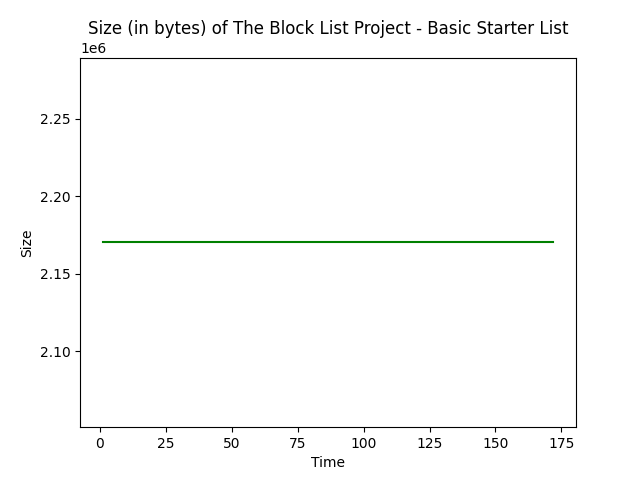 Size (in bytes) of The Block List Project - Basic Starter List
1e6
2.25
2.20
2.15
2.10
Size
0 25 50 75 100 125 150 175
Time